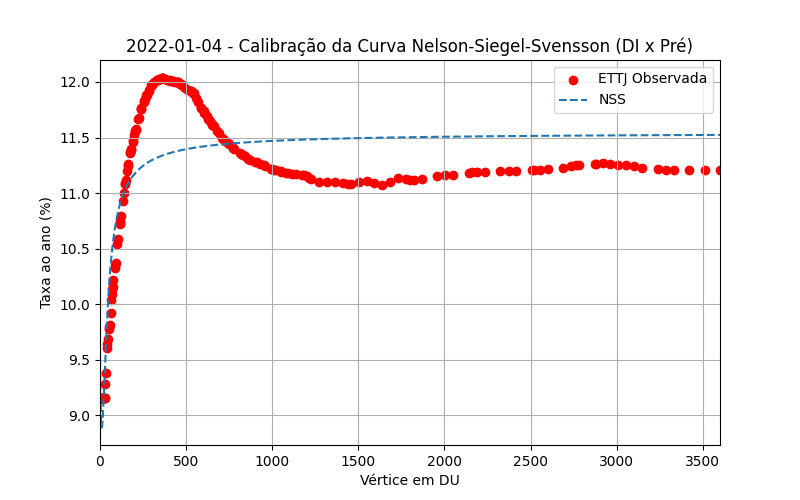 2022-01-04 - Calibração da Curva Nelson-Siegel-Svensson (DI x Pré)
ETTJ Observada
NSS
Taxa ao ano (%)
12.0
11.5
11.0
10.5
10.0
9.5
9.0
0 500 1000 1500 2000 2500 3000 3500
Vértice em DU